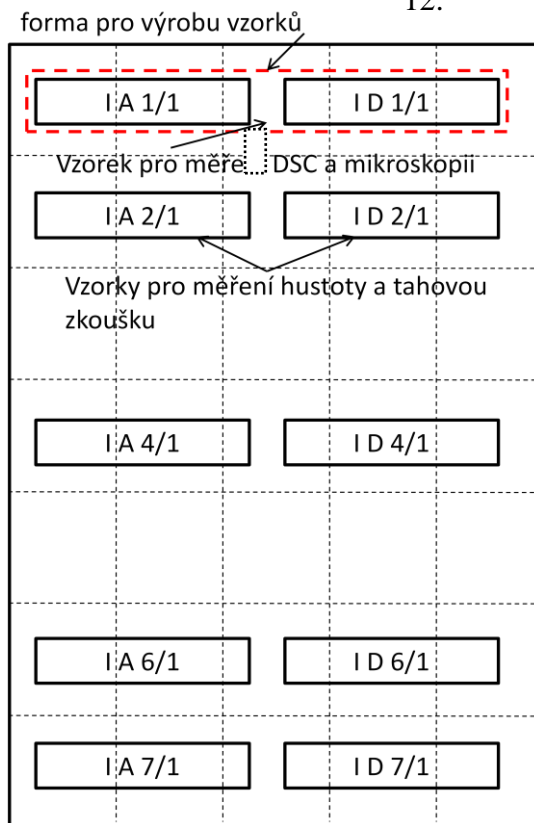 12.
forma pro výrobu vzorků
I A 1/1 I D 1/1
Vzorek pro měře DSC a mikroskopii
I A 2/1 I D 2/1
Vzorky pro měření hustoty a tahovou
zkoušku
I A 4/1 I D 4/1
I A 6/1 I D 6/1
I A 7/1 I D 7/1